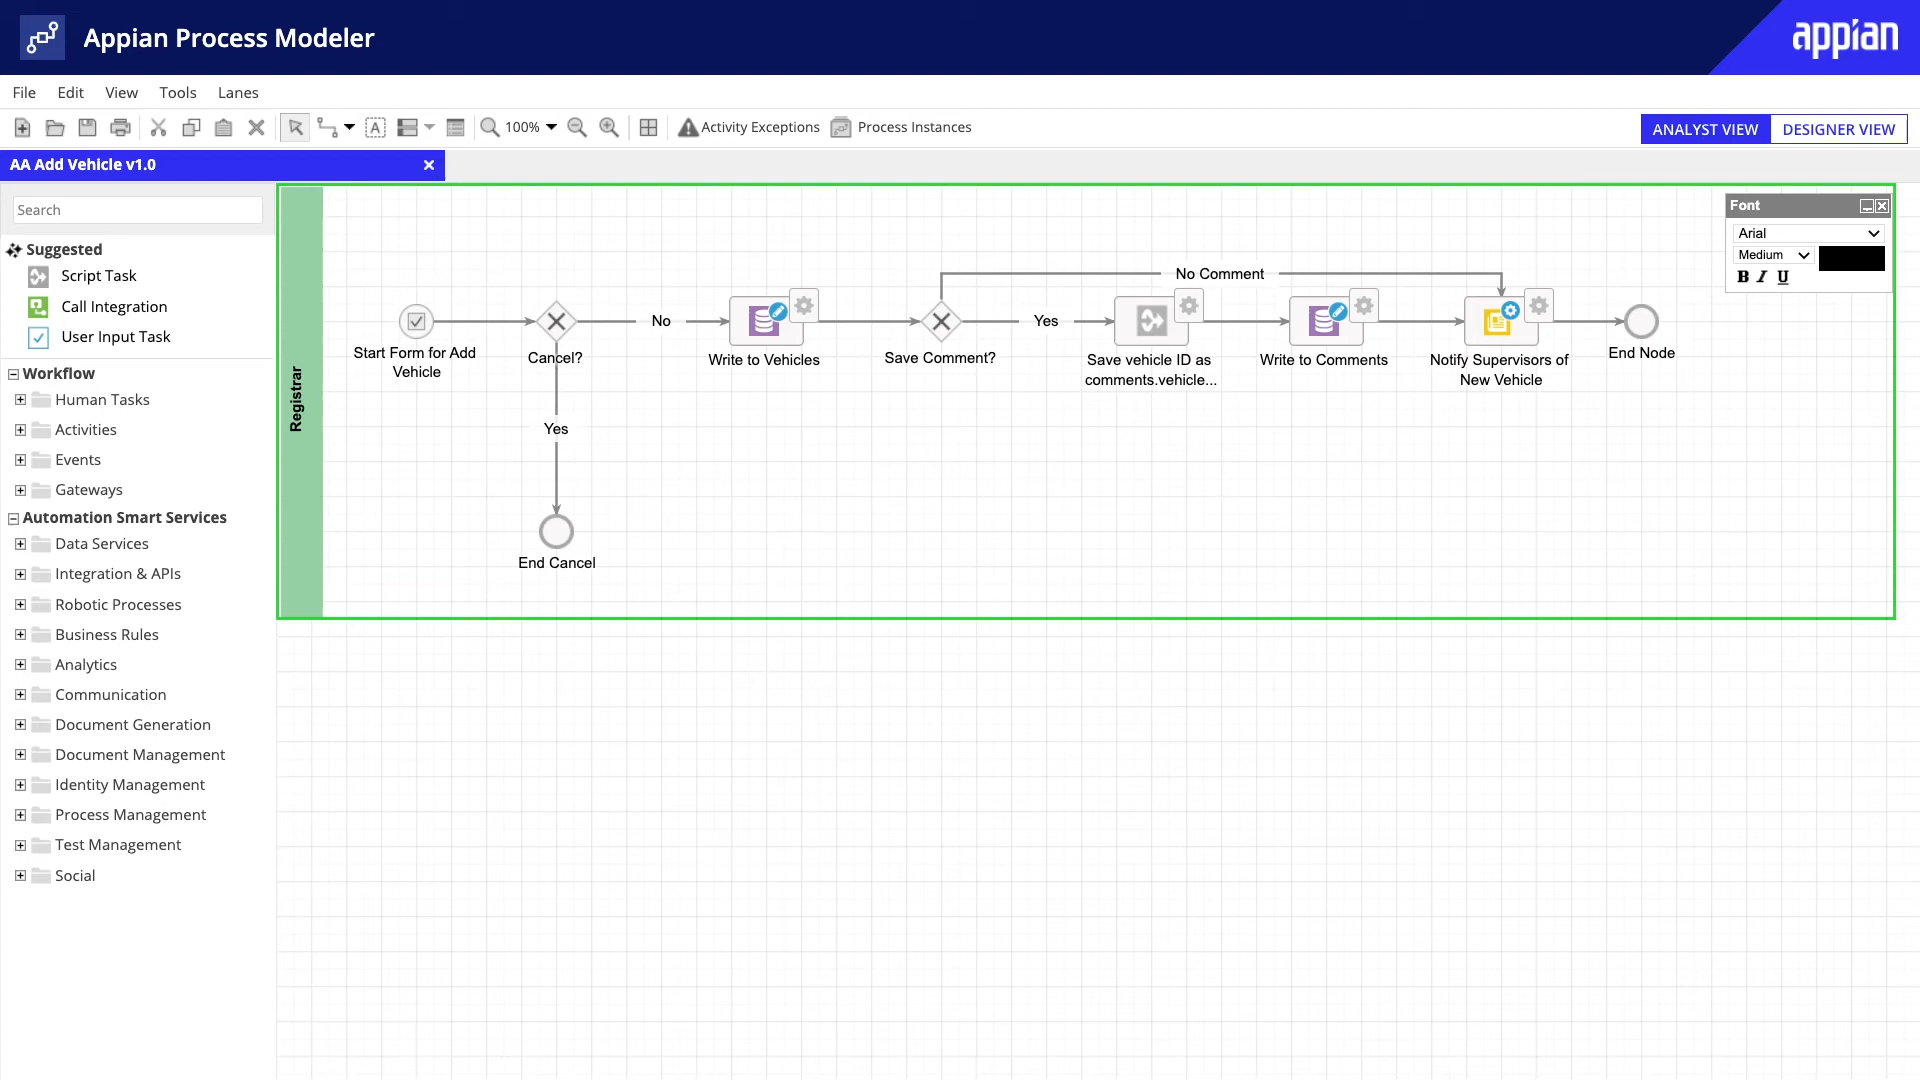 Appian Process Modeler
appian
File Edit View Tools Lanes
A 100% Activity Exceptions Process Instances
ANALYST VIEW DESIGNER VIEW
AA Add Vehicle v1.0
Search
Suggested
Script Task
Call Integration
User Input Task
Workflow
Human Tasks
Activities
Events
Gateways
Automation Smart Services
Data Services
Integration & APIs
Robotic Processes
Business Rules
Analytics
Communication
Document Generation
Document Management
Identity Management
Process Management
Test Management
Social
Registrar
Start Form for Add
Vehicle
Cancel?
No
Yes
End Cancel
Write to Vehicles
Save Comment?
No Comment
Yes
Save vehicle ID as
comments.vehicle...
Write to Comments
Notify Supervisors of
New Vehicle
End Node
Font
Arial
Medium
B I U